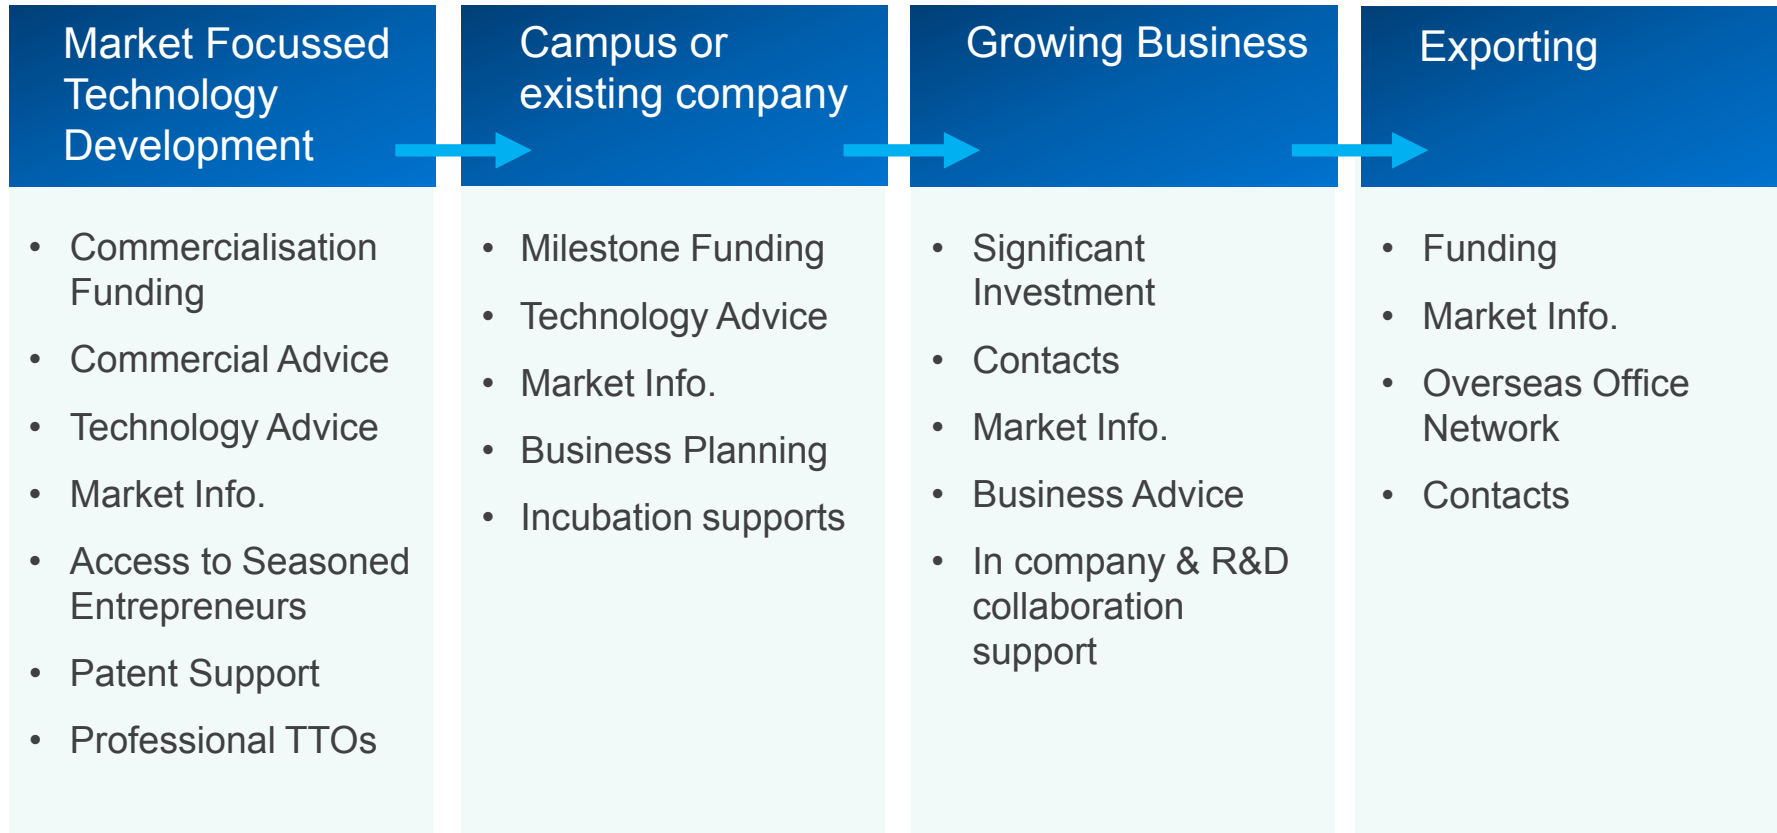 Market Focussed
Technology
Development
• Commercialisation
Funding
• Commercial Advice
• Technology Advice
• Market Info.
• Access to Seasoned
Entrepreneurs
• Patent Support
• Professional TTOs
Campus or
existing company
• Milestone Funding
• Technology Advice
• Market Info.
• Business Planning
• Incubation supports
Growing Business
• Significant
Investment
• Contacts
• Market Info.
• Business Advice
• In company & R&D
collaboration
support
Exporting
• Funding
• Market Info.
• Overseas Office
Network
• Contacts